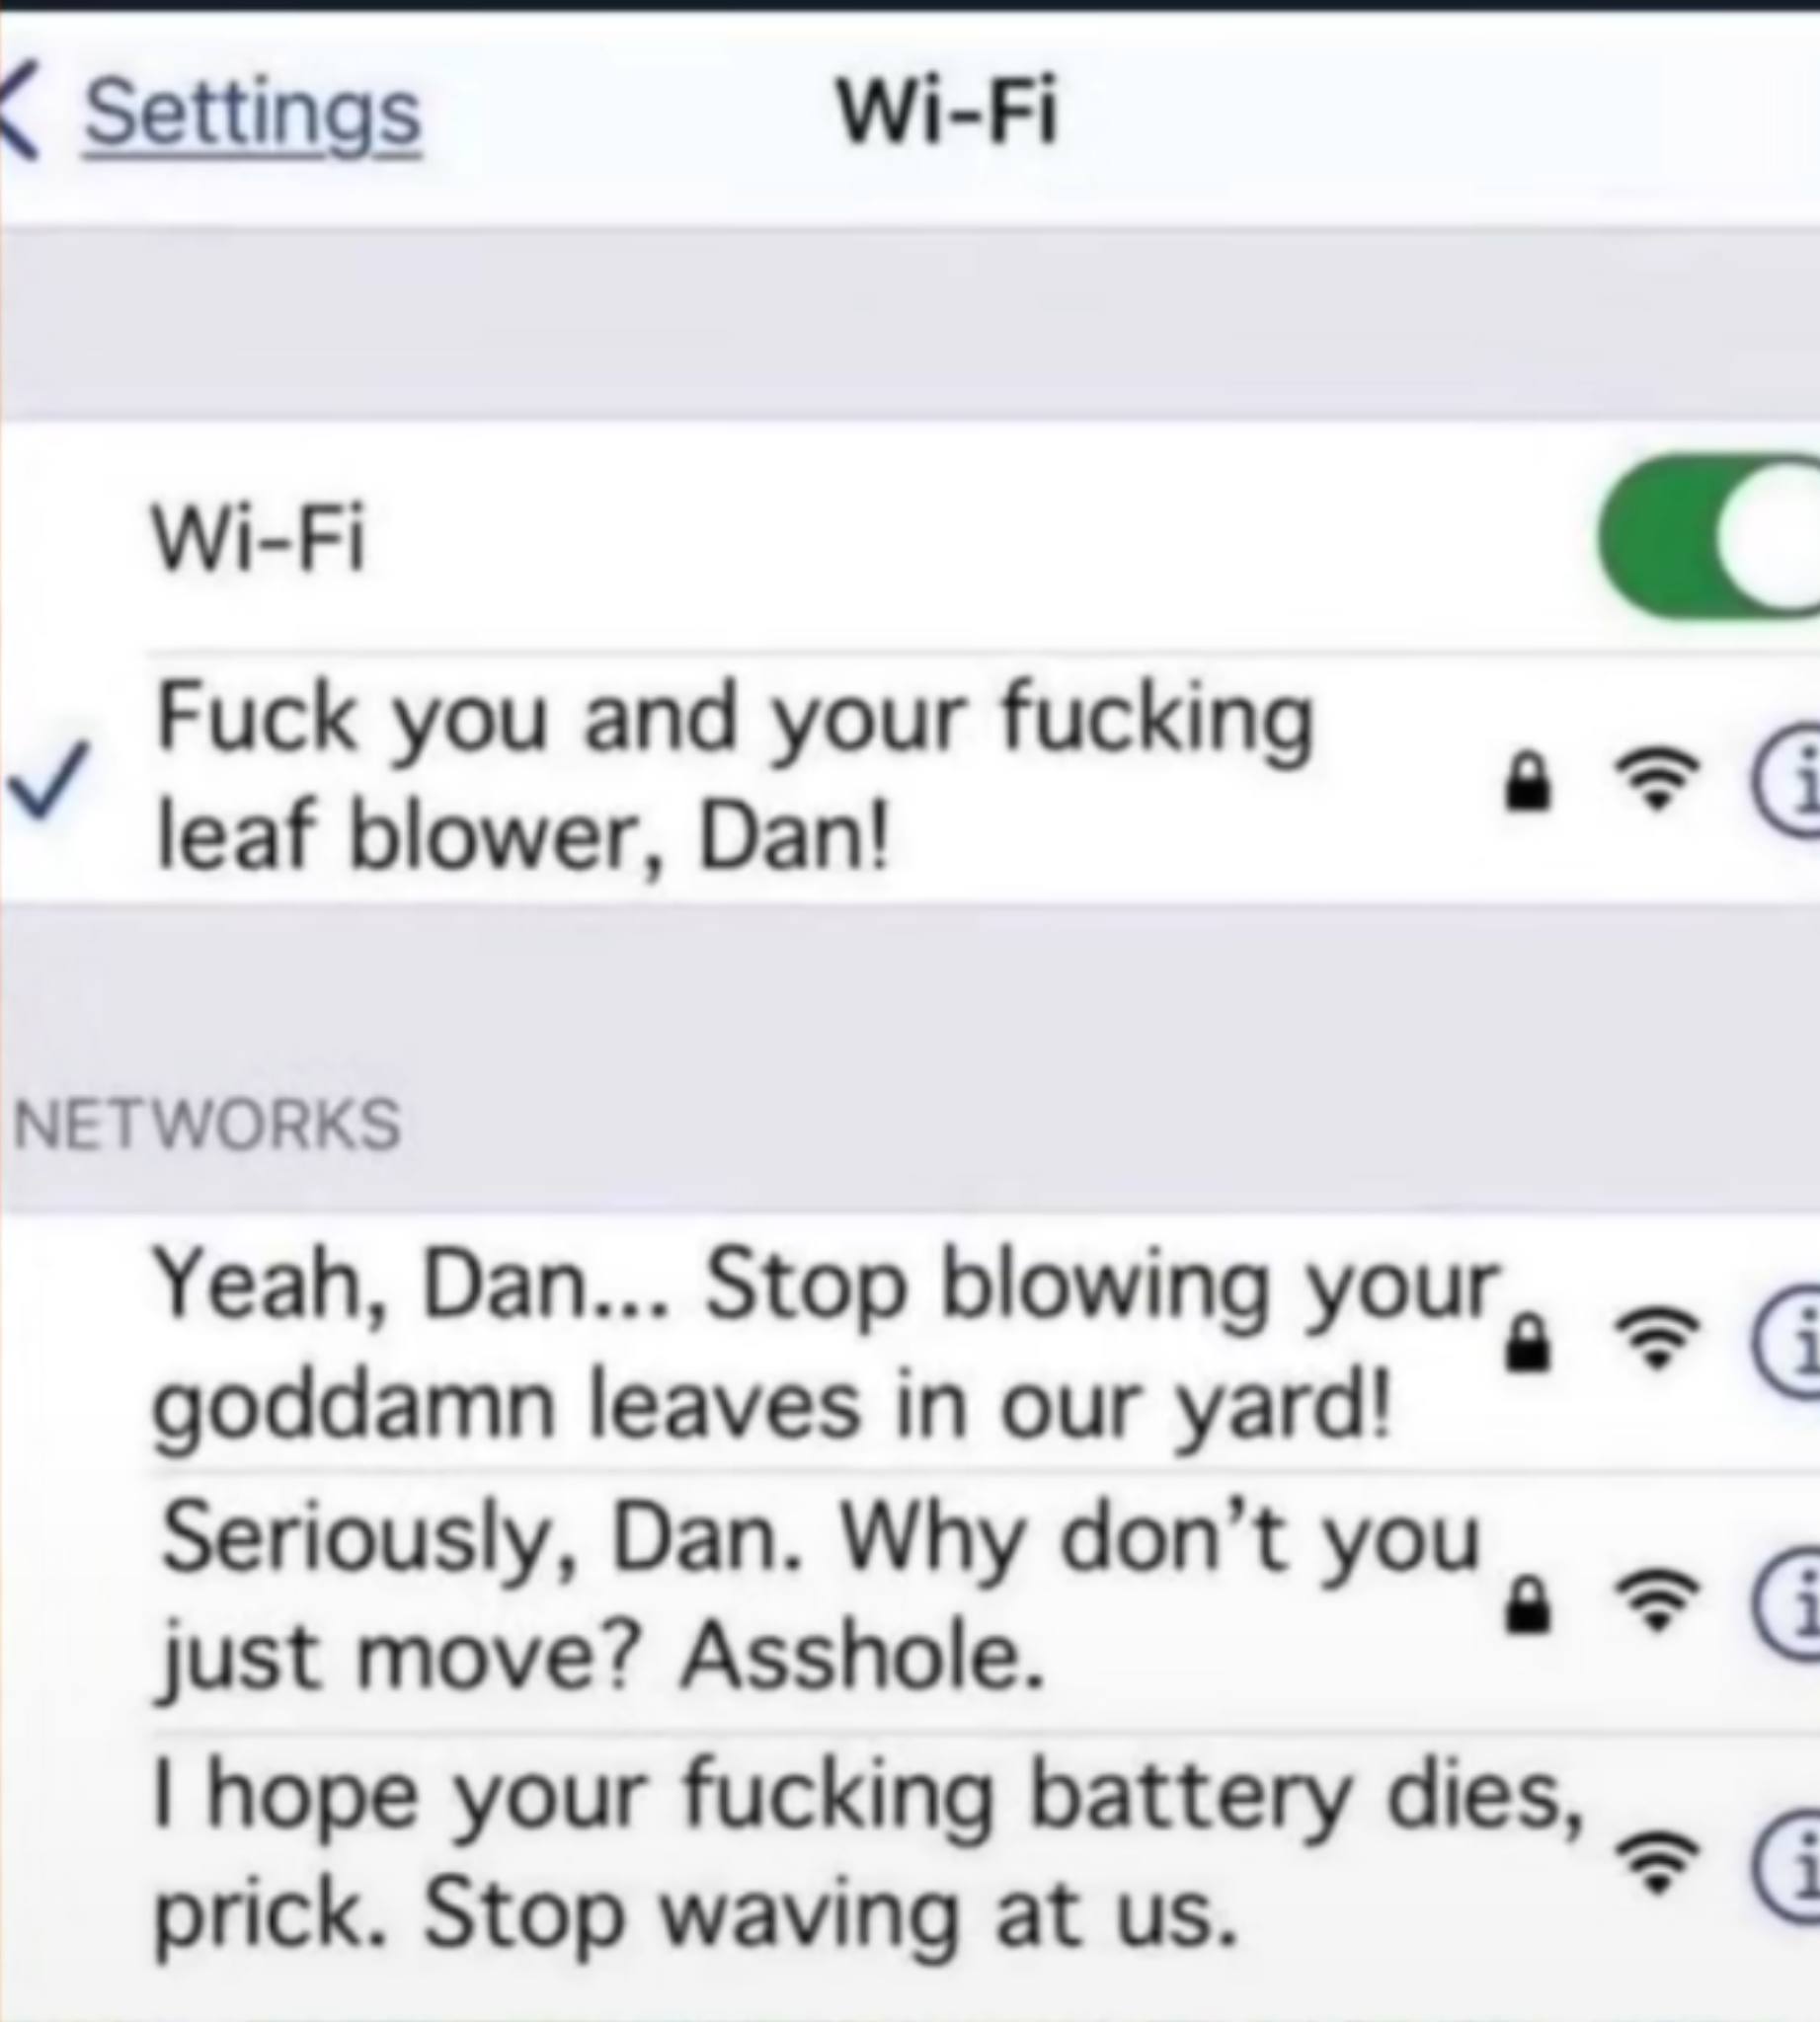 Settings
Wi-Fi
Wi-Fi
Fuck you and your fucking
leaf blower, Dan!
NETWORKS
Yeah, Dan... Stop blowing your
goddamn leaves in our yard!
Seriously, Dan. Why don’t you
just move? Asshole.
I hope your fucking battery dies,
prick. Stop waving at us.